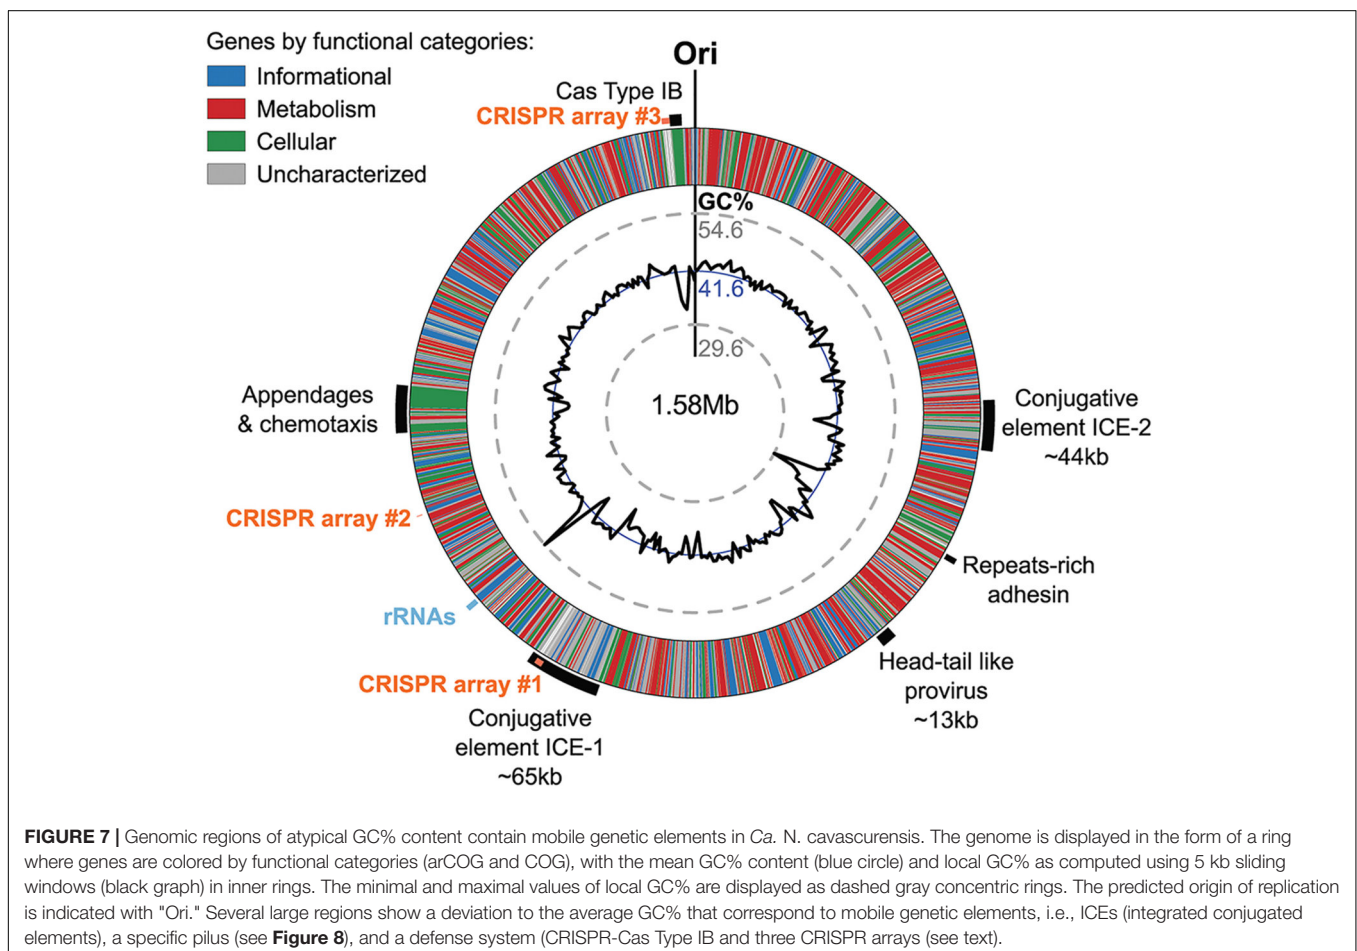 Genes by functional categories:
Informational
Metabolism
Cellular
Uncharacterized
Ori
Cas Type IB
CRISPR array #3
GC%
54.6
41.6
29.6
1.58Mb
Appendages
& chemotaxis
Conjugative
element ICE-2
~44kb
CRISPR array #2
Repeats-rich
adhesin
rRNAs
Head-tail like
provirus
~13kb
CRISPR array #1
Conjugative
element ICE-1
~65kb
FIGURE 7 | Genomic regions of atypical GC% content contain mobile genetic elements in Ca. N. cavascurensis. The genome is displayed in the form of a ring
where genes are colored by functional categories (arCOG and COG), with the mean GC% content (blue circle) and local GC% as computed using 5 kb sliding
windows (black graph) in inner rings. The minimal and maximal values of local GC% are displayed as dashed gray concentric rings. The predicted origin of replication
is indicated with "Ori." Several large regions show a deviation to the average GC% that correspond to mobile genetic elements, i.e., ICEs (integrated conjugated
elements), a specific pilus (see Figure 8), and a defense system (CRISPR-Cas Type IB and three CRISPR arrays (see text).